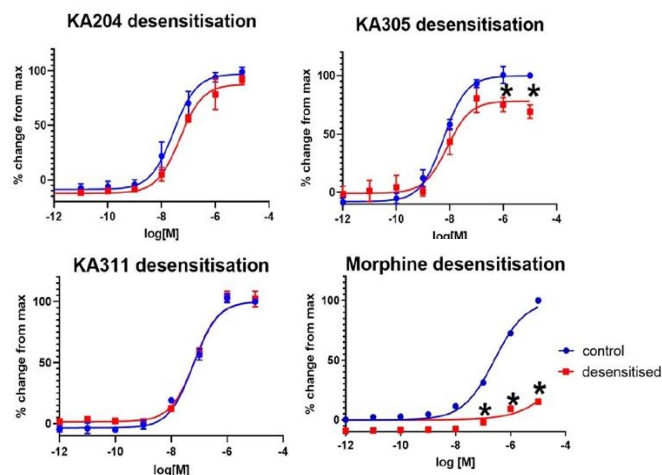 KA204 desensitisation
% change from max
100
50
0
-12 -10 -8 -6 -4
log[M]
KA305 desensitisation
% change from max
100
50
0
* *
-12 -10 -8 -6 -4
log[M]
KA311 desensitisation
% change from max
100
50
0
-12 -10 -8 -6 -4
log[M]
Morphine desensitisation
% change from max
100
50
0
* * *
-12 -10 -8 -6 -4
log [M]
control
desensitised